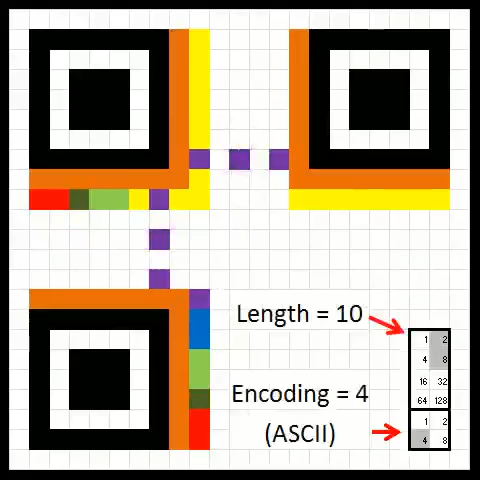 Length = 10
1 2
4 8
16 32
64 128
Encoding = 4
(ASCII)
1 2
4 8